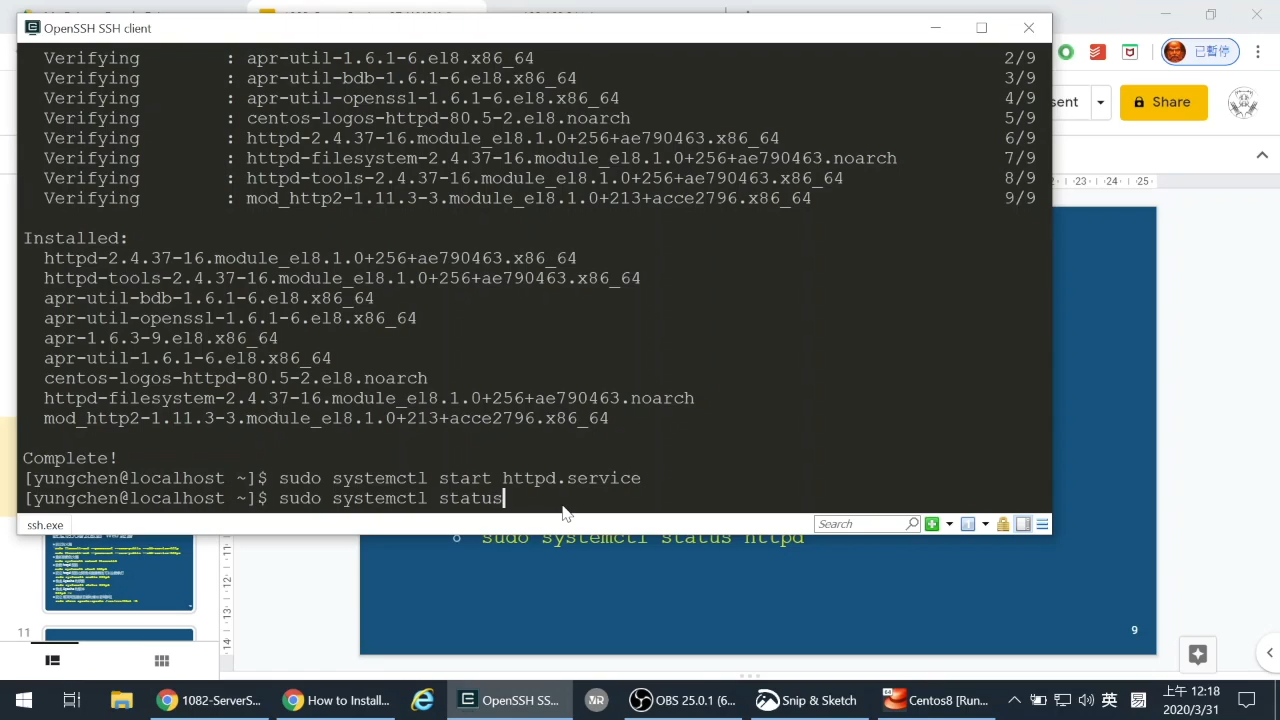 OpenSSH SSH client
已暫停
Verifying : apr-util-1.6.1-6.el8.x86_64 2/9
Verifying : apr-util-bdb-1.6.1-6.el8.x86_64 3/9
Verifying : apr-util-openssl-1.6.1-6.el8.x86_64 4/9
Verifying : centos-logos-httpd-80.5-2.el8.noarch 5/9
Verifying : httpd-2.4.37-16.module_el8.1.0+256+ae790463.x86_64 6/9
Verifying : httpd-filesystem-2.4.37-16.module_el8.1.0+256+ae790463.noarch 7/9
Verifying : httpd-tools-2.4.37-16.module_el8.1.0+256+ae790463.x86_64 8/9
Verifying : mod_http2-1.11.3-3.module_el8.1.0+213+acce2796.x86_64 9/9
Share
Installed:
httpd-2.4.37-16.module_el8.1.0+256+ae790463.x86_64
httpd-tools-2.4.37-16.module_el8.1.0+256+ae790463.x86_64
apr-util-bdb-1.6.1-6.el8.x86_64
apr-util-openssl-1.6.1-6.el8.x86_64
apr-1.6.3-9.el8.x86_64
apr-util-1.6.1-6.el8.x86_64
centos-logos-httpd-80.5-2.el8.noarch
httpd-filesystem-2.4.37-16.module_el8.1.0+256+ae790463.noarch
mod_http2-1.11.3-3.module_el8.1.0+213+acce2796.x86_64
Complete!
[yungchen@localhost ~]$ sudo systemctl start httpd.service
[yungchen@localhost ~]$ sudo systemctl status
ssh.exe
Search
sudo systemctl status httpd
9
11
1082-ServerS...
How to Install...
OpenSSH SS...
OBS 25.0.1 (6...
Snip & Sketch
Centos8 [Run...
英
上午 12:18
2020/3/31